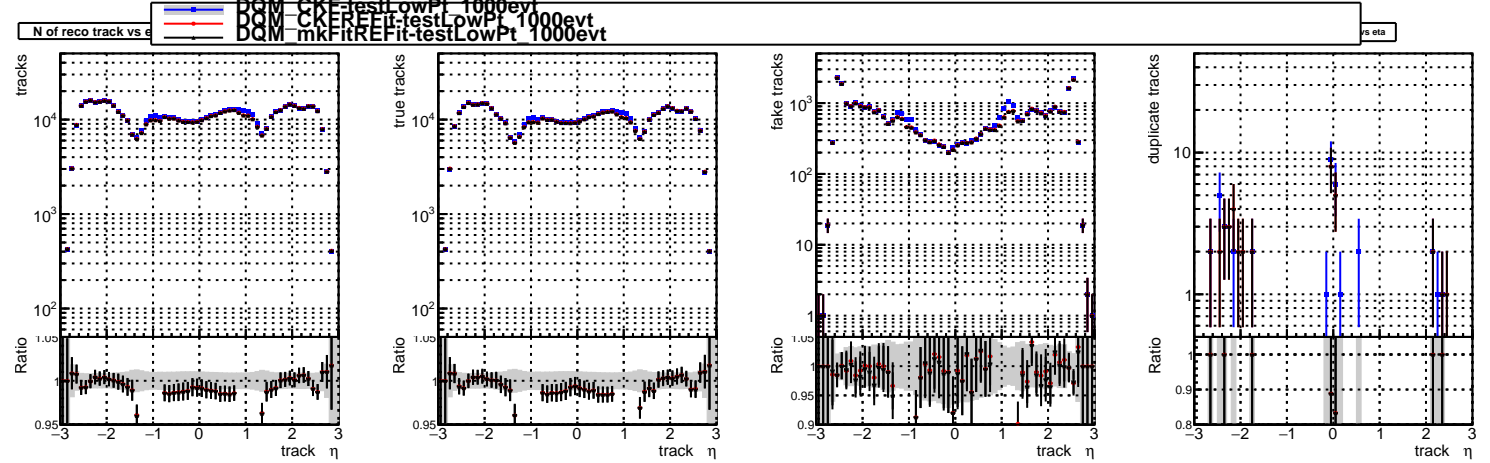 DQM_CKF-testLowPt_1000evt
DQM_CKFREFit-testLowPt_1000evt
DQM_mkFitREFit-testLowPt_1000evt
N of reco track vs e
vs eta
tracks
10⁴
10³
10²
Ratio
1.05
1
0.95
−3 −2 −1 0 1 2 3
track η
true tracks
10⁴
10³
10²
Ratio
1.05
1
0.95
−3 −2 −1 0 1 2 3
track η
fake tracks
10³
10²
10
1
Ratio
1.05
1
0.95
0.9
−3 −2 −1 0 1 2 3
track η
duplicate tracks
10
1
Ratio
1
0.9
0.8
−3 −2 −1 0 1 2 3
track η